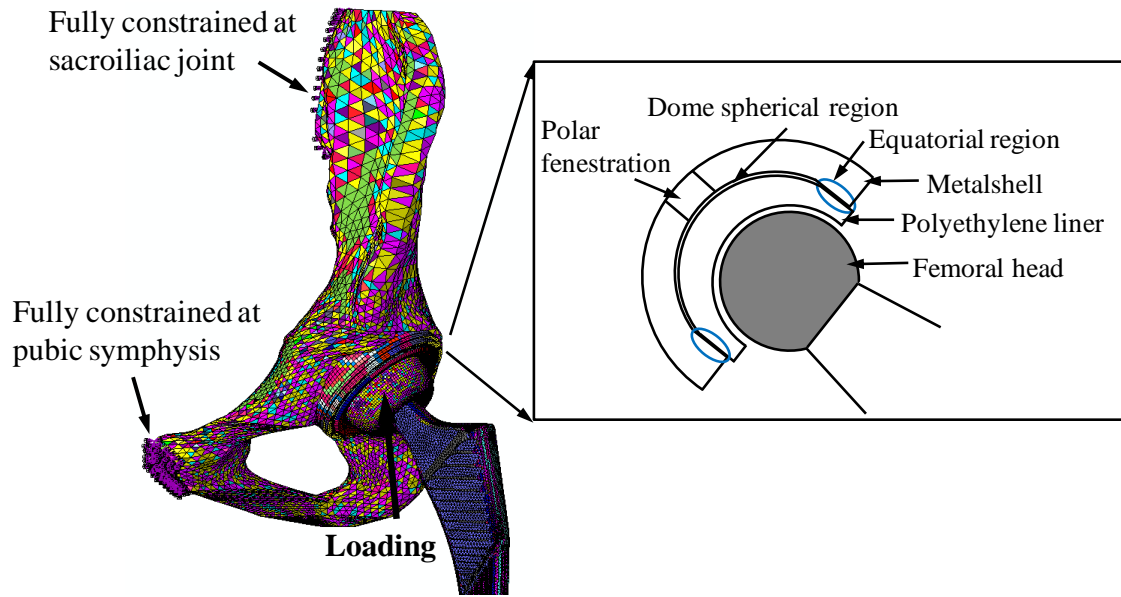 Fully constrained at
sacroiliac joint
Dome spherical region
Polar
fenestration
Equatorial region
Metalshell
Polyethylene liner
Femoral head
Fully constrained at
pubic symphysis
Loading